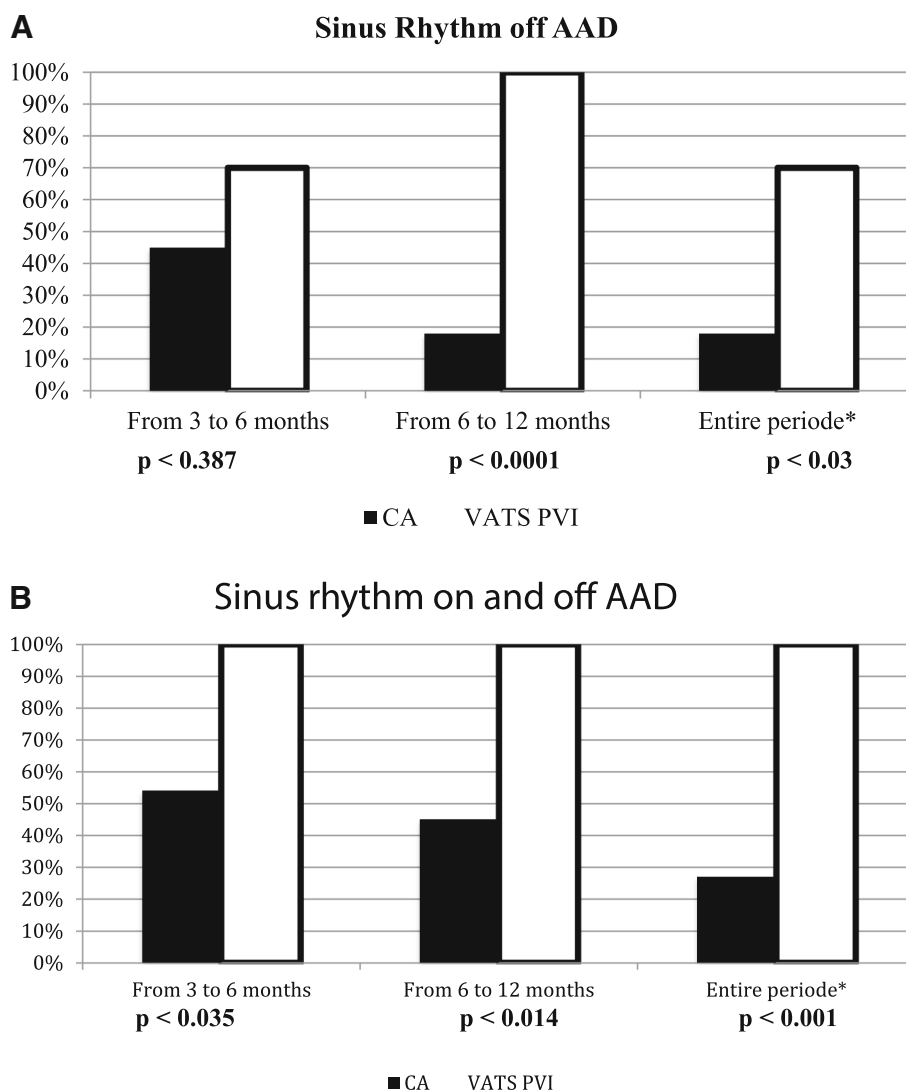 A
Sinus Rhythm off AAD
100%
90%
80%
70%
60%
50%
40%
30%
20%
10%
0%
From 3 to 6 months From 6 to 12 months Entire periode*
p < 0.387 p < 0.0001 p < 0.03
CA VATS PVI
B
Sinus rhythm on and off AAD
100%
90%
80%
70%
60%
50%
40%
30%
20%
10%
0%
From 3 to 6 months From 6 to 12 months Entire periode*
p < 0.035 p < 0.014 p < 0.001
CA VATS PVI